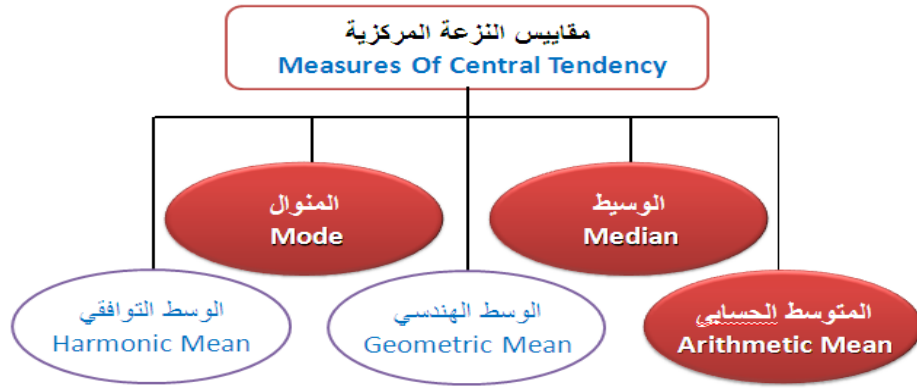 مقاييس النزعة المركزية
Measures Of Central Tendency
المنوال
Mode
الوسيط
Median
الوسط التوافقي
Harmonic Mean
الوسط الهندسي
Geometric Mean
المتوسط الحسابي
Arithmetic Mean